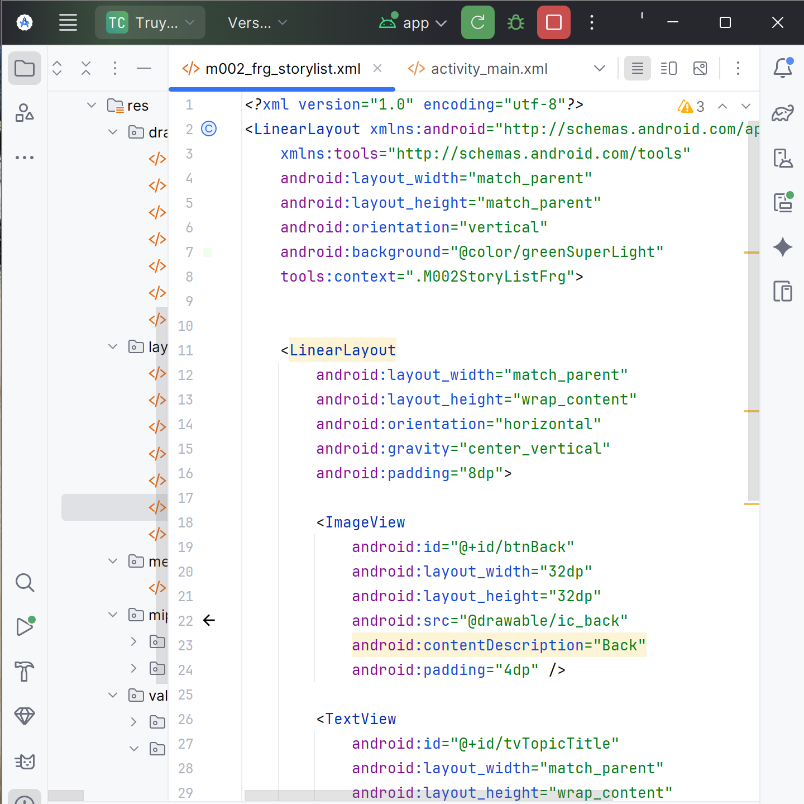 TC Truy... Vers... app
m002_frg_storylist.xml activity_main.xml
res
dra
lay
me
mip
val
3
1 <?xml version="1.0" encoding="utf-8"?>
2 <LinearLayout xmlns:android="http://schemas.android.com/ap
3 xmlns:tools="http://schemas.android.com/tools"
4 android:layout_width="match_parent"
5 android:layout_height="match_parent"
6 android:orientation="vertical"
7 android:background="@color/greenSuperLight"
8 tools:context=".M002StoryListFrg">
9
10
11 <LinearLayout
12 android:layout_width="match_parent"
13 android:layout_height="wrap_content"
14 android:orientation="horizontal"
15 android:gravity="center_vertical"
16 android:padding="8dp">
17
18 <ImageView
19 android:id="@+id/btnBack"
20 android:layout_width="32dp"
21 android:layout_height="32dp"
22 android:src="@drawable/ic_back"
23 android:contentDescription="Back"
24 android:padding="4dp" />
25
26 <TextView
27 android:id="@+id/tvTopicTitle"
28 android:layout_width="match_parent"
29 android:layout_height="wrap_content"